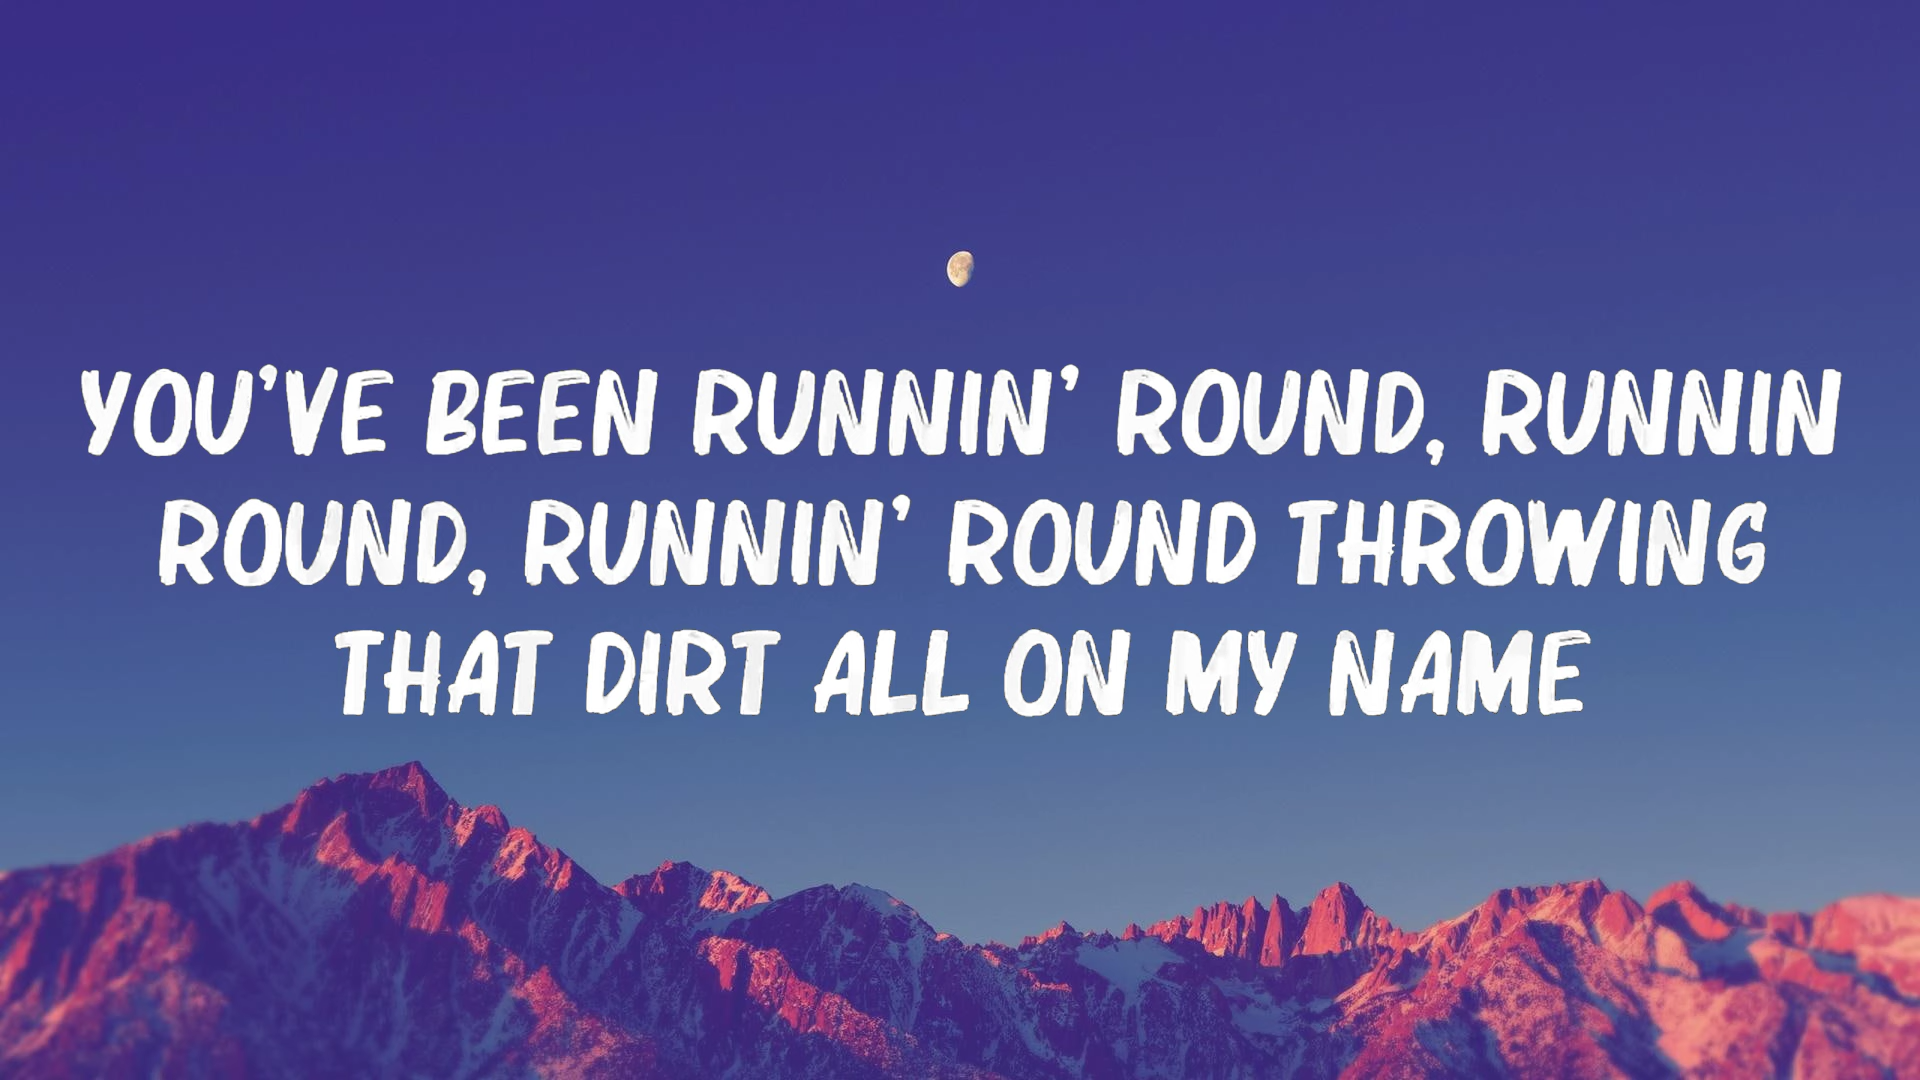 YOU'VE BEEN RUNNIN' ROUND, RUNNIN
ROUND, RUNNIN' ROUND THROWING
THAT DIRT ALL ON MY NAME